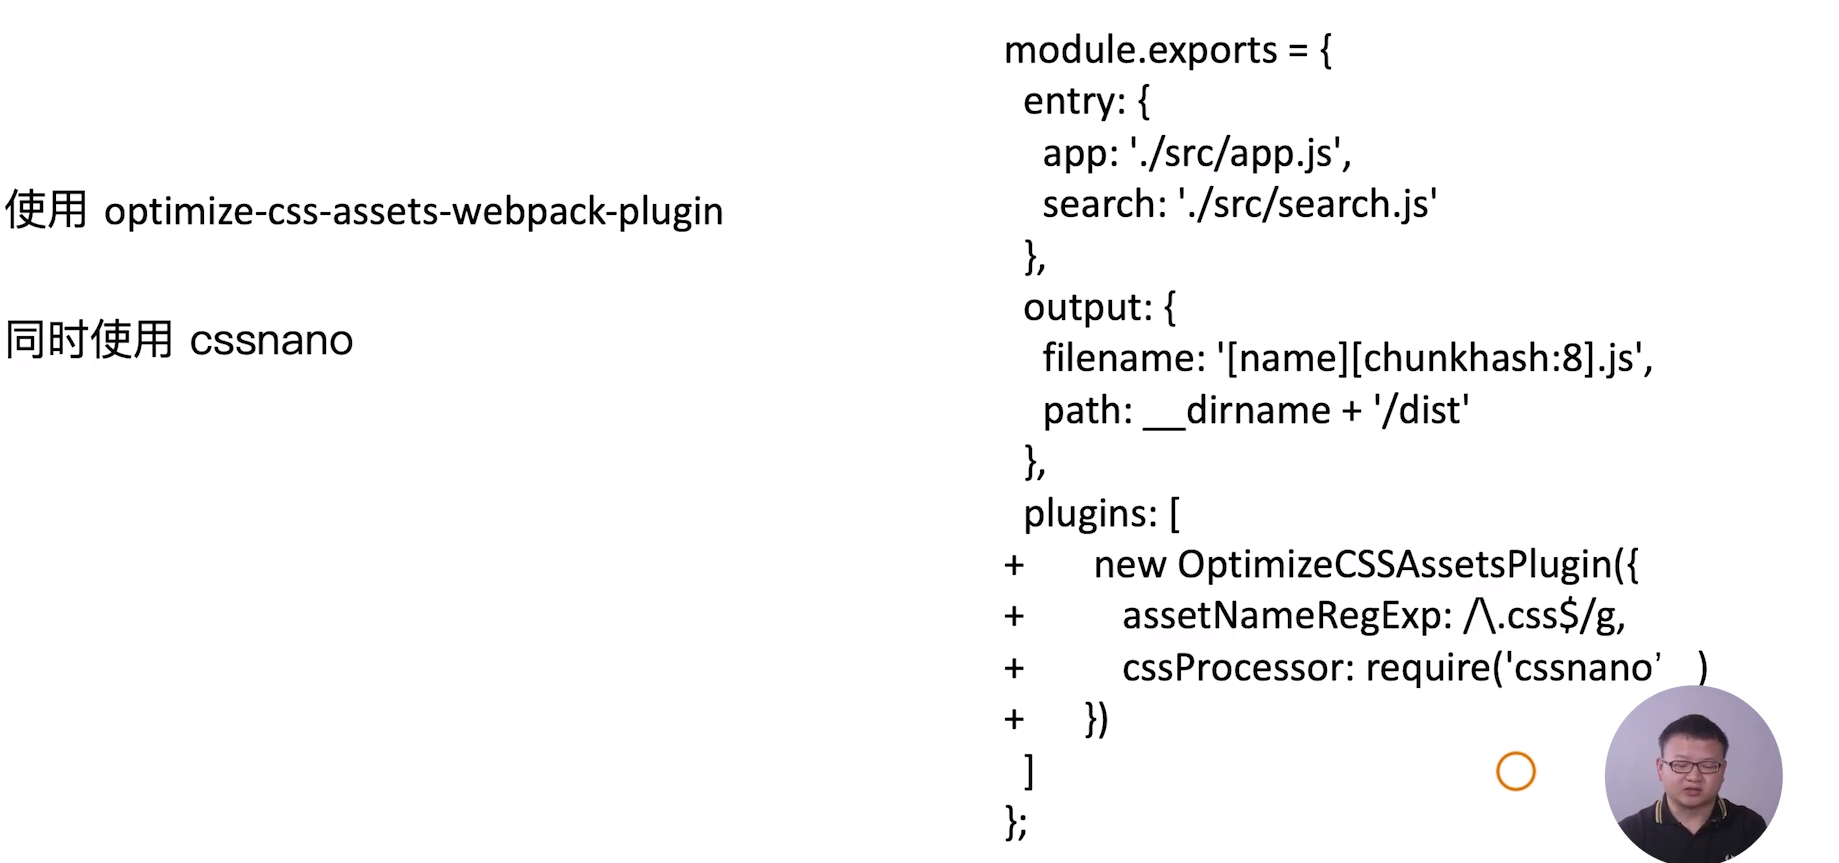 使用 optimize-css-assets-webpack-plugin
同时使用 cssnano
module.exports = {
entry: {
app: './src/app.js',
search: './src/search.js'
},
output: {
filename: '[name][chunkhash:8].js',
path: __dirname + '/dist'
},
plugins: [
+ new OptimizeCSSAssetsPlugin({
+ assetNameRegExp: /\.css$/g,
+ cssProcessor: require('cssnano’ )
+ })
]
};